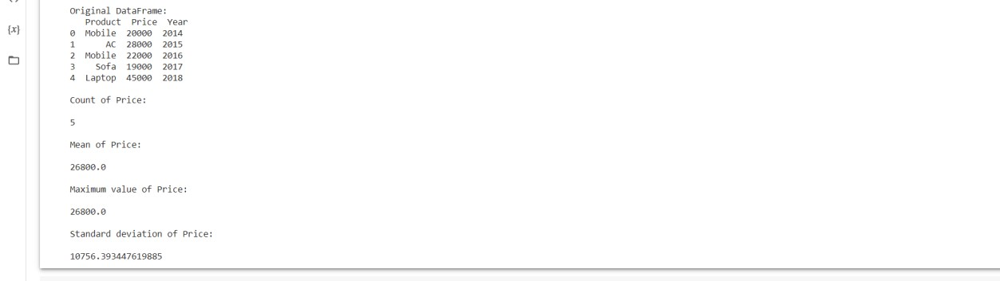 {x}
Original DataFrame:
   Product  Price  Year
0  Mobile  20000  2014
1      AC  28000  2015
2  Mobile  22000  2016
3    Sofa  19000  2017
4  Laptop  45000  2018
Count of Price:
5
Mean of Price:
26800.0
Maximum value of Price:
26800.0
Standard deviation of Price:
10756.393447619885